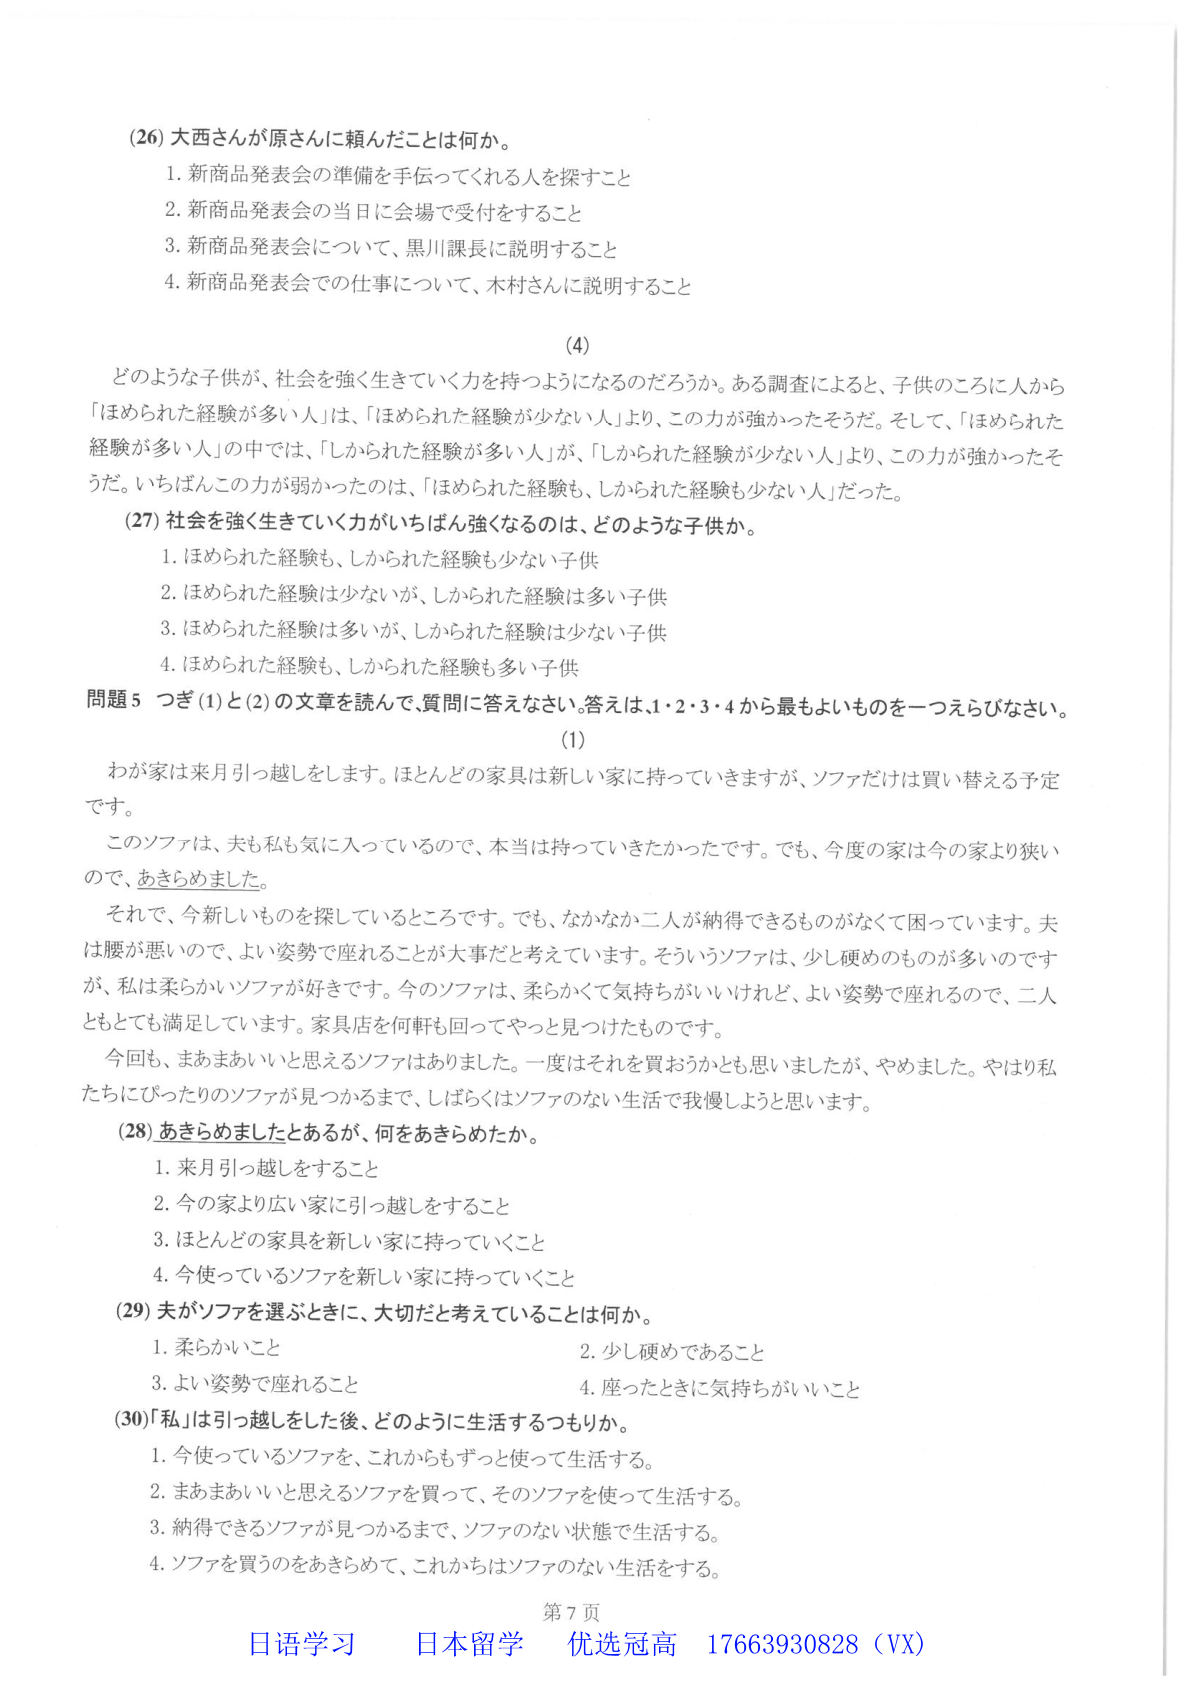 (26) 大西さんが原さんに頼んだことは何か。
1. 新商品発表会の準備を手伝ってくれる人を探すこと
2. 新商品発表会の当日に会場で受付をすること
3. 新商品発表会について、黒川課長に説明すること
4. 新商品発表会での仕事について、木村さんに説明すること
(4)
どのような子供が、社会を強く生きていく力を持つようになるのだろうか。ある調査によると、子供のころに人から
「ほめられた経験が多い人」は、「ほめられた経験が少ない人」より、この力が強かったそうだ。そして、「ほめられた
経験が多い人」の中では、「しかられた経験が多い人」が、「しかられた経験が少ない人」より、この力が強かったそ
うだ。いちばんこの力が弱かったのは、「ほめられた経験も、しかられた経験も少ない人」だった。
(27) 社会を強く生きていく力がいちばん強くなるのは、どのような子供か。
1. ほめられた経験も、しかられた経験も少ない子供
2. ほめられた経験は少ないが、しかられた経験は多い子供
3. ほめられた経験は多いが、しかられた経験は少ない子供
4. ほめられた経験も、しかられた経験も多い子供
問題5 つぎ(1)と(2)の文章を読んで、質問に答えなさい。答えは、1・2・3・4から最もよいものを一つえらびなさい。
(1)
わが家は来月引っ越しをします。ほとんどの家具は新しい家に持っていきますが、ソファだけは買い替える予定
です。
このソファは、夫も私も気に入っているので、本当は持っていきたかったです。でも、今度の家は今の家より狭い
ので、あきらめました。
それで、今新しいものを探しているところです。でも、なかなか二人が納得できるものがなくて困っています。夫
は腰が悪いので、よい姿勢で座れることが大事だと考えています。そういうソファは、少し硬めのものが多いのです
が、私は柔らかいソファが好きです。今のソファは、柔らかくて気持ちがいいけれど、よい姿勢で座れるので、二人
ともとても満足しています。家具店を何軒も回ってやっと見つけたものです。
今回も、まあまあいいと思えるソファはありました。一度はそれを買おうかとも思いましたが、やめました。やはり私
たちにぴったりのソファが見つかるまで、しばらくはソファのない生活で我慢しようと思います。
(28) あきらめましたとあるが、何をあきらめたか。
1. 来月引っ越しをすること
2. 今の家より広い家に引っ越しをすること
3. ほとんどの家具を新しい家に持っていくこと
4. 今使っているソファを新しい家に持っていくこと
(29) 夫がソファを選ぶときに、大切だと考えていることは何か。
1. 柔らかいこと 2. 少し硬めであること
3. よい姿勢で座れること 4. 座ったときに気持ちがいいこと
(30)「私」は引っ越しをした後、どのように生活するつもりか。
1. 今使っているソファを、これからもずっと使って生活する。
2. まあまあいいと思えるソファを買って、そのソファを使って生活する。
3. 納得できるソファが見つかるまで、ソファのない状態で生活する。
4. ソファを買うのをあきらめて、これかちはソファのない生活をする。
第7页
日语学习 日本留学 优选冠高 17663930828（VX）